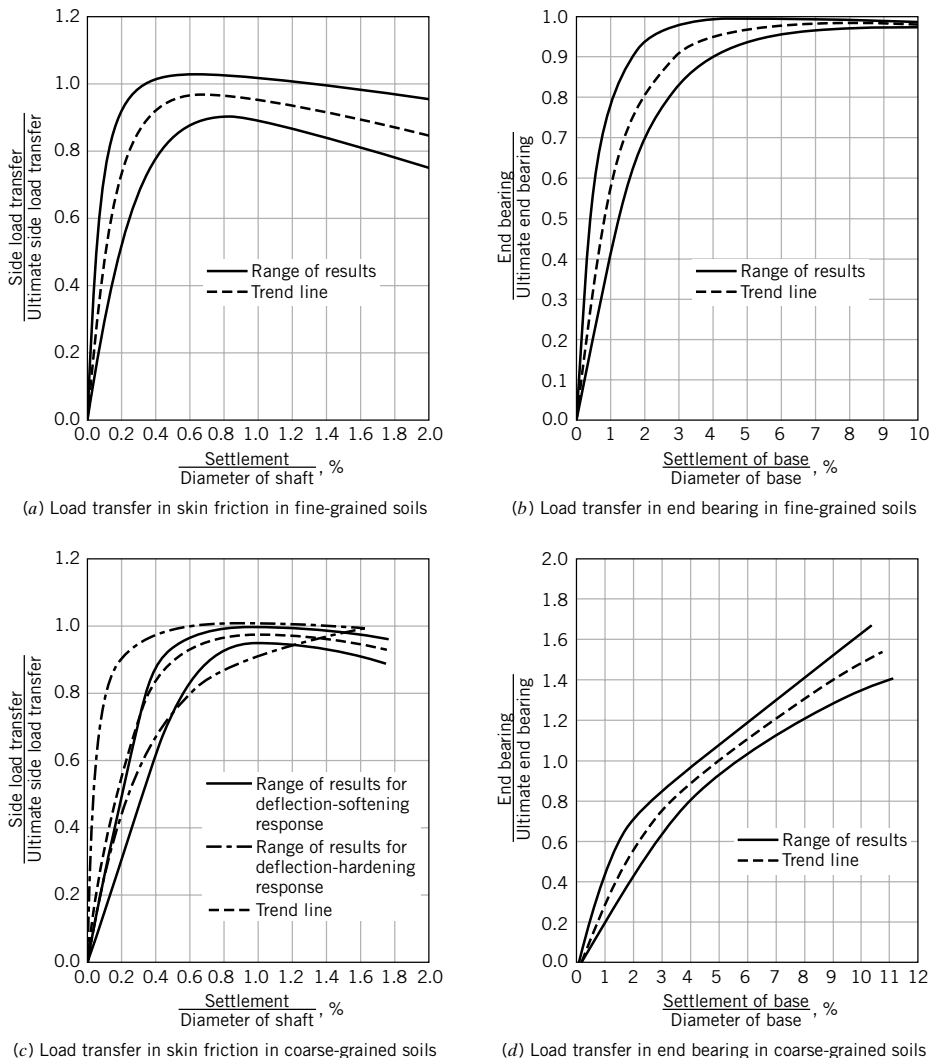 1.2
1.0
0.8
0.6
0.4
0.2
0.0
Side load transfer
Ultimate side load transfer
Range of results
Trend line
0.0 0.2 0.4 0.6 0.8 1.0 1.2 1.4 1.6 1.8 2.0
Settlement
Diameter of shaft , %
(a) Load transfer in skin friction in fine-grained soils
1.0
0.9
0.8
0.7
0.6
0.5
0.4
0.3
0.2
0.1
0.0
End bearing
Ultimate end bearing
Range of results
Trend line
0 1 2 3 4 5 6 7 8 9 10
Settlement of base
Diameter of base , %
(b) Load transfer in end bearing in fine-grained soils
1.2
1.0
0.8
0.6
0.4
0.2
0.0
Side load transfer
Ultimate side load transfer
Range of results for
deflection-softening
response
Range of results for
deflection-hardening
response
Trend line
0.0 0.2 0.4 0.6 0.8 1.0 1.2 1.4 1.6 1.8 2.0
Settlement
Diameter of shaft , %
(c) Load transfer in skin friction in coarse-grained soils
2.0
1.8
1.6
1.4
1.2
1.0
0.8
0.6
0.4
0.2
0.0
End bearing
Ultimate end bearing
Range of results
Trend line
0 1 2 3 4 5 6 7 8 9 10 11 12
Settlement of base
Diameter of base , %
(d) Load transfer in end bearing in coarse-grained soils